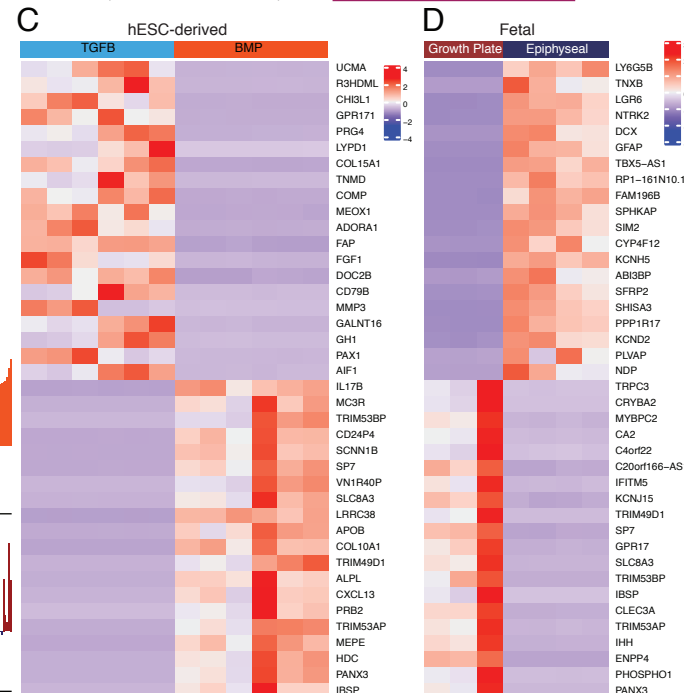 C
hESC-derived
TGFB
BMP
UCMA
R3HDML
CHI3L1
GPR171
PRG4
LYPD1
COL15A1
TNMD
COMP
MEOX1
ADORA1
FAP
FGF1
DOC2B
CD79B
MMP3
GALNT16
GH1
PAX1
AIF1
IL17B
MC3R
TRIM53BP
CD24P4
SCNN1B
SP7
VN1R40P
SLC8A3
LRRC38
APOB
COL10A1
TRIM49D1
ALPL
CXCL13
PRB2
TRIM53AP
MEPE
HDC
PANX3
IBSP
4
2
0
−2
−4
D
Fetal
Growth Plate
Epiphyseal
LY6G5B
TNXB
LGR6
NTRK2
DCX
GFAP
TBX5-AS1
RP1-161N10.1
FAM196B
SPHKAP
SIM2
CYP4F12
KCNH5
ABI3BP
SFRP2
SHISA3
PPP1R17
KCND2
PLVAP
NDP
TRPC3
CRYBA2
MYBPC2
CA2
C4orf22
C20orf166-AS
IFITM5
KCNJ15
TRIM49D1
SP7
GPR17
SLC8A3
TRIM53BP
IBSP
CLEC3A
TRIM53AP
IHH
ENPP4
PHOSPHO1
PANX3